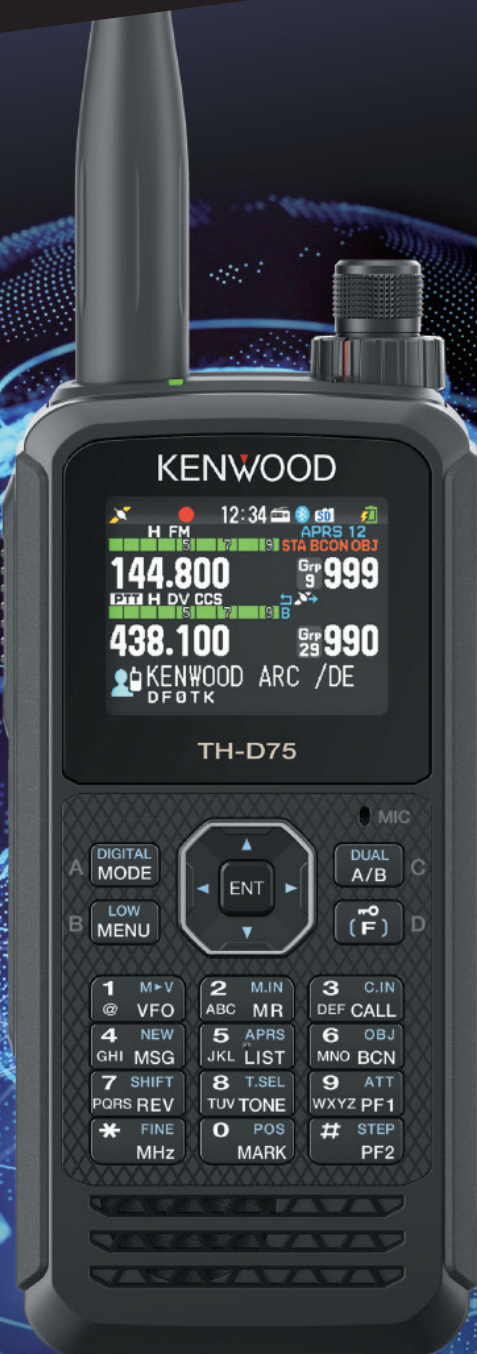 KENWOOD
12:34 SD
H FM APRS 12
5 7 9 STA BCON OBJ
144.800 Grp 9 999
PTT H DV CCS
5 7 9 B
438.100 Grp 29 990
KENWOOD ARC /DE
DFØTK
TH-D75
MIC
A DIGITAL MODE ENT DUAL A/B C
B LOW MENU (F) D
1 M►V 2 M.IN 3 C.IN
@ VFO ABC MR DEF CALL
4 NEW 5 APRS 6 OBJ
GHI MSG JKL LIST MNO BCN
7 SHIFT 8 T.SEL 9 ATT
PQRS REV TUV TONE WXYZ PF1
* FINE 0 POS # STEP
MHz MARK PF2